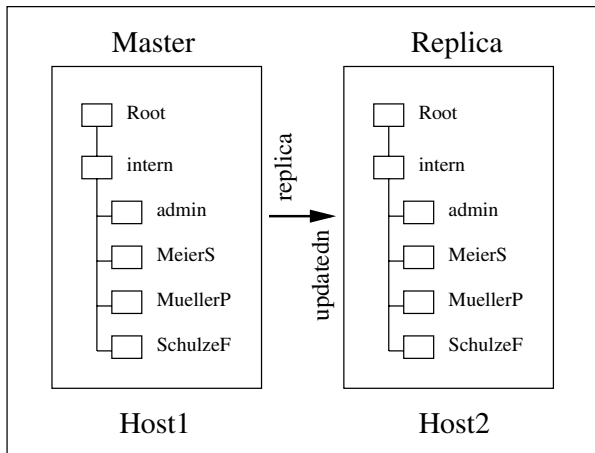 Master
Root
intern
admin
MeierS
MuellerP
SchulzeF
Host1
replica
updatedn
Replica
Root
intern
admin
MeierS
MuellerP
SchulzeF
Host2